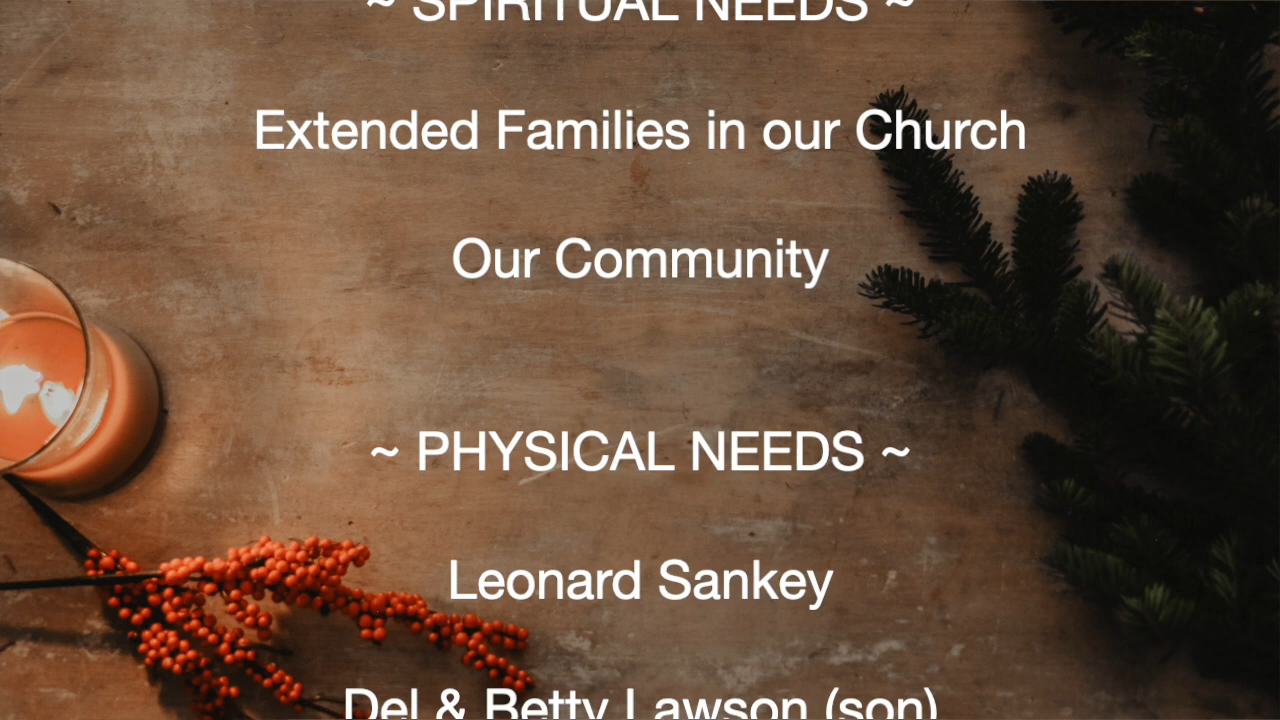 ~ SPIRITUAL NEEDS ~
Extended Families in our Church
Our Community
~ PHYSICAL NEEDS ~
Leonard Sankey
Del & Betty Lawson (son)